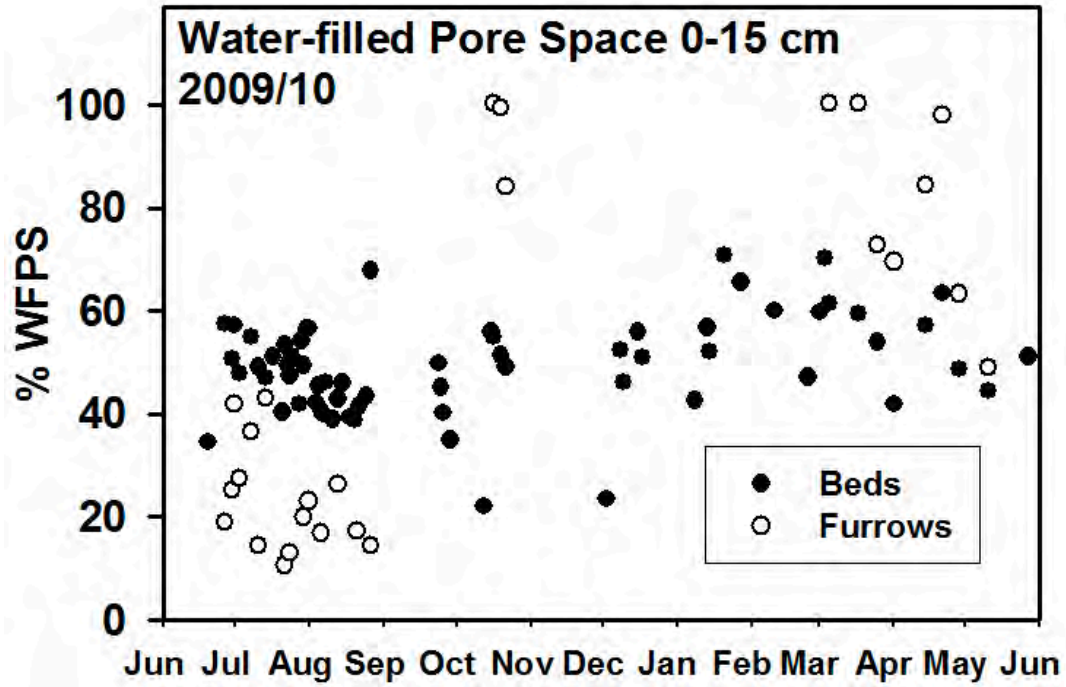 Water-filled Pore Space 0-15 cm
2009/10
% WFPS
100
80
60
40
20
0
Beds
Furrows
Jun Jul Aug Sep Oct Nov Dec Jan Feb Mar Apr May Jun